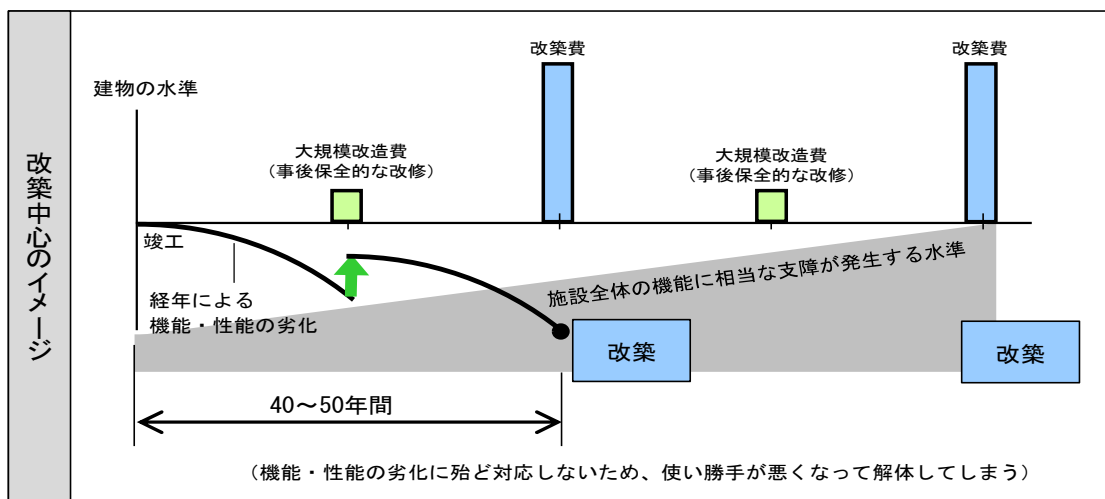 改築中心のイメージ
改築費
改築費
建物の水準
大規模改造費
（事後保全的な改修）
大規模改造費
（事後保全的な改修）
竣工
経年による
機能・性能の劣化
施設全体の機能に相当な支障が発生する水準
改築
改築
40～50年間
（機能・性能の劣化に殆ど対応しないため、使い勝手が悪くなって解体してしまう）